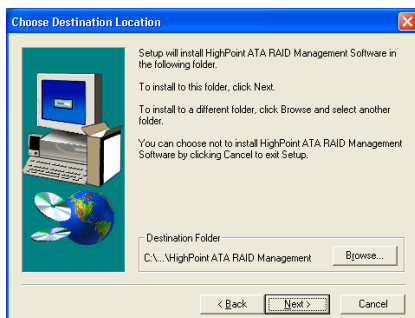 Choose Destination Location
Setup will install HighPoint ATA RAID Management Software in
the following folder.
To install to this folder, click Next.
To install to a different folder, click Browse and select another
folder.
You can choose not to install HighPoint ATA RAID Management
Software by clicking Cancel to exit Setup.
Destination Folder
C:\...\HighPoint ATA RAID Management
Browse...
< Back
Next >
Cancel